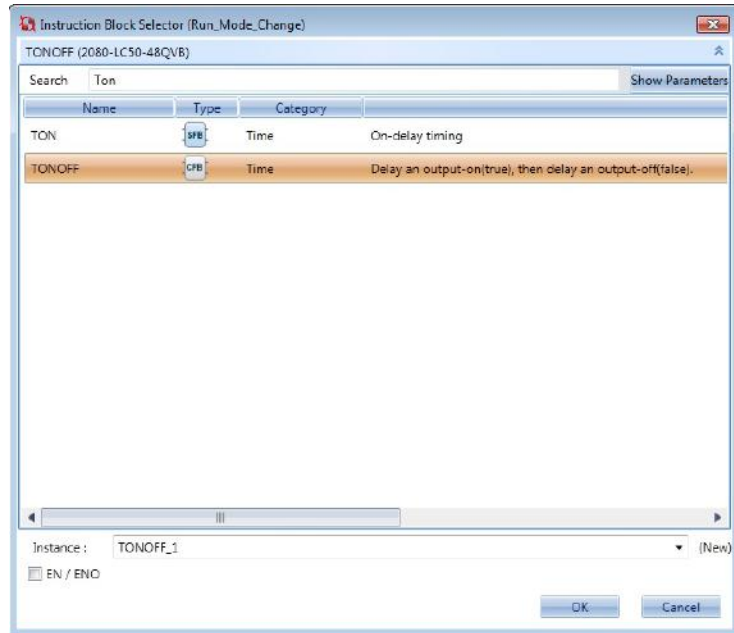 Instruction Block Selector (Run_Mode_Change)
TONOFF (2080-LC50-48QVB)
Search Ton Show Parameters
Name Type Category
TON SFB Time On-delay timing
TONOFF CFB Time Delay an output-on(true), then delay an output-off(false).
Instance : TONOFF_1 (New)
EN / ENO
OK Cancel